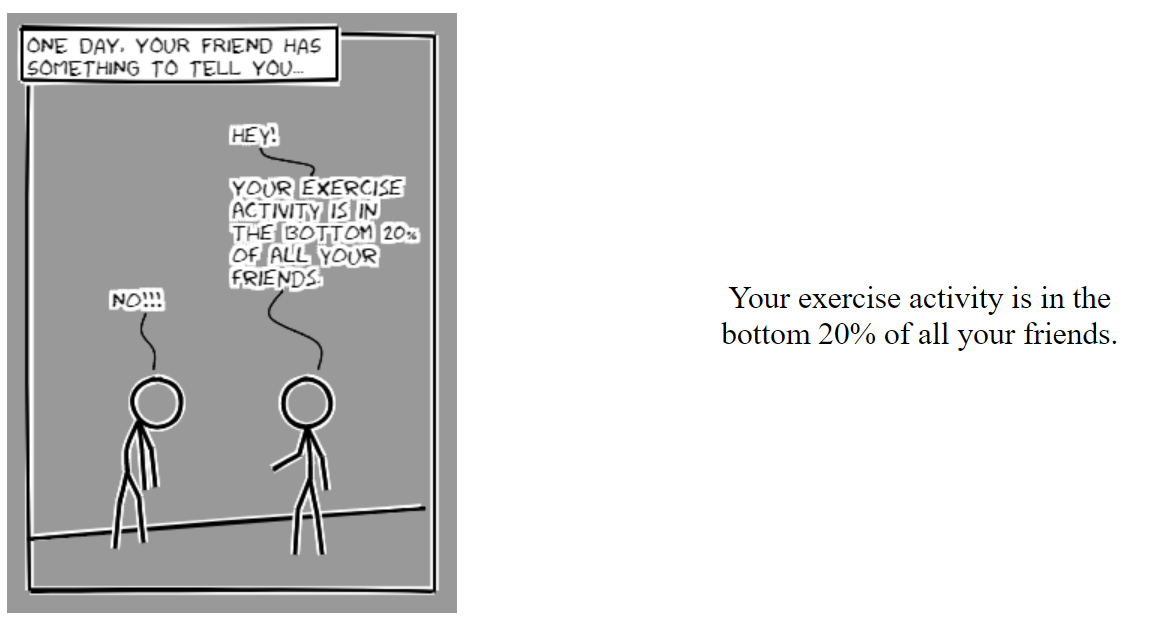 ONE DAY, YOUR FRIEND HAS
SOMETHING TO TELL YOU...
HEY!
YOUR EXERCISE
ACTIVITY IS IN
THE BOTTOM 20%
OF ALL YOUR
FRIENDS.
NO!!!
Your exercise activity is in the
bottom 20% of all your friends.